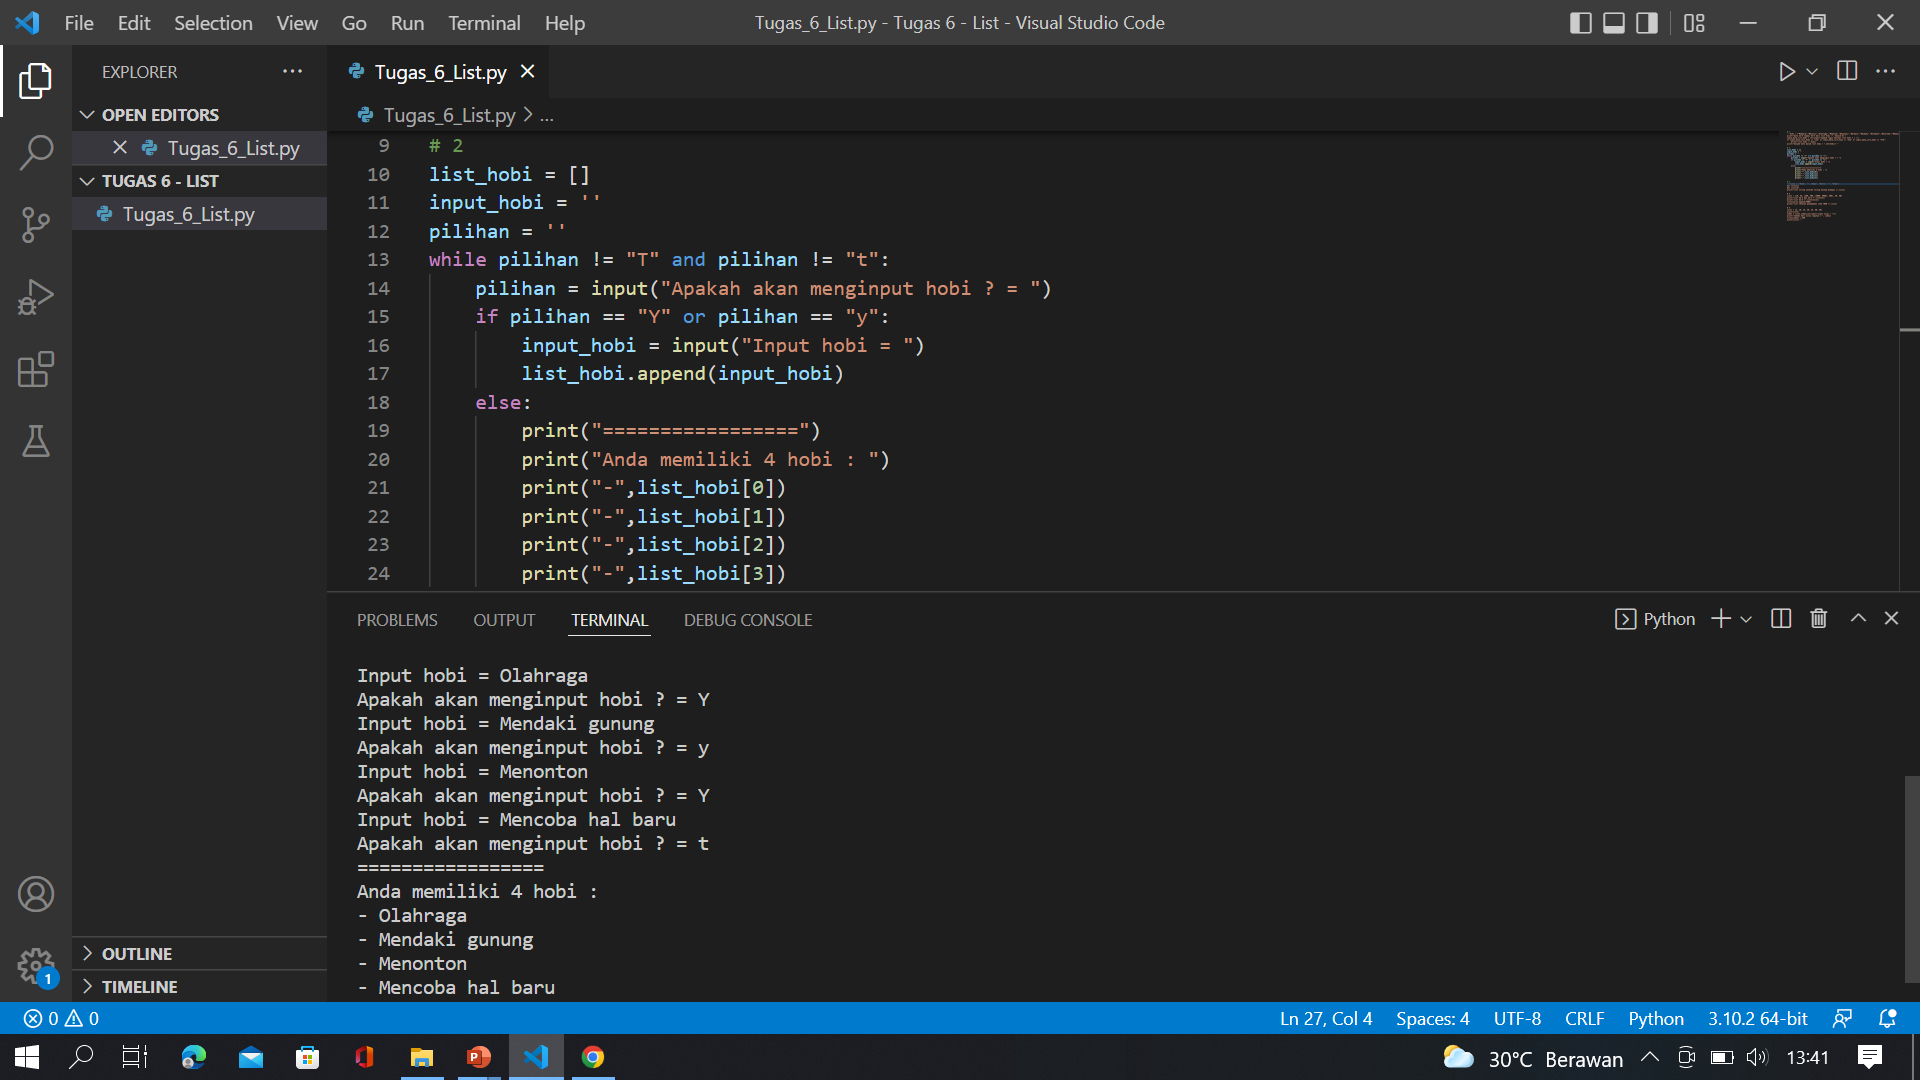 File Edit Selection View Go Run Terminal Help
Tugas_6_List.py - Tugas 6 - List - Visual Studio Code
EXPLORER
OPEN EDITORS
Tugas_6_List.py
TUGAS 6 - LIST
Tugas_6_List.py
OUTLINE
TIMELINE
1
Tugas_6_List.py
Tugas_6_List.py > ...
9 # 2
10 list_hobi = []
11 input_hobi = ''
12 pilihan = ''
13 while pilihan != "T" and pilihan != "t":
14 pilihan = input("Apakah akan menginput hobi ? = ")
15 if pilihan == "Y" or pilihan == "y":
16 input_hobi = input("Input hobi = ")
17 list_hobi.append(input_hobi)
18 else:
19 print("=================")
20 print("Anda memiliki 4 hobi : ")
21 print("-",list_hobi[0])
22 print("-",list_hobi[1])
23 print("-",list_hobi[2])
24 print("-",list_hobi[3])
PROBLEMS OUTPUT TERMINAL DEBUG CONSOLE
Python
Input hobi = Olahraga
Apakah akan menginput hobi ? = Y
Input hobi = Mendaki gunung
Apakah akan menginput hobi ? = y
Input hobi = Menonton
Apakah akan menginput hobi ? = Y
Input hobi = Mencoba hal baru
Apakah akan menginput hobi ? = t
=================
Anda memiliki 4 hobi :
- Olahraga
- Mendaki gunung
- Menonton
- Mencoba hal baru
0 0
Ln 27, Col 4 Spaces: 4 UTF-8 CRLF Python 3.10.2 64-bit
30°C Berawan 13:41